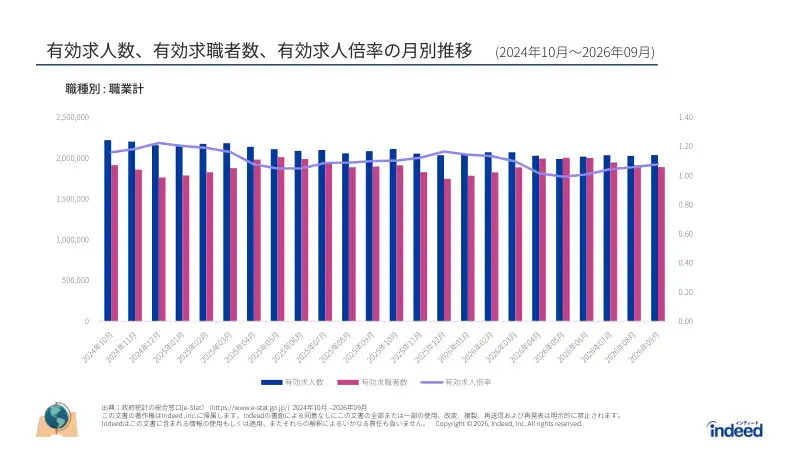 有効求人数、有効求職者数、有効求人倍率の月別推移 (2024年10月～2026年09月)
職種別 : 職業計
2,500,000
2,000,000
1,500,000
1,000,000
500,000
0
1.40
1.20
1.00
0.80
0.60
0.40
0.20
0.00
2024年10月
2024年11月
2024年12月
2025年01月
2025年02月
2025年03月
2025年04月
2025年05月
2025年06月
2025年07月
2025年08月
2025年09月
2025年10月
2025年11月
2025年12月
2026年01月
2026年02月
2026年03月
2026年04月
2026年05月
2026年06月
2026年07月
2026年08月
2026年09月
有効求人数 有効求職者数 有効求人倍率
出典：政府統計の総合窓口(e-Stat） (https://www.e-stat.go.jp/) 2024年10月 –2026年09月
この文書の著作権はIndeed ,inc.に帰属します。Indeedの書面による同意なしにこの文書の全部または一部の使用、改変、複製、再送信および再発表は明示的に禁止されます。
Indeedはこの文書に含まれる情報の使用もしくは適用、またそれらの解釈によるいかなる責任も負いません。 Copyright © 2026, Indeed, Inc. All rights reserved.
インディード
indeed